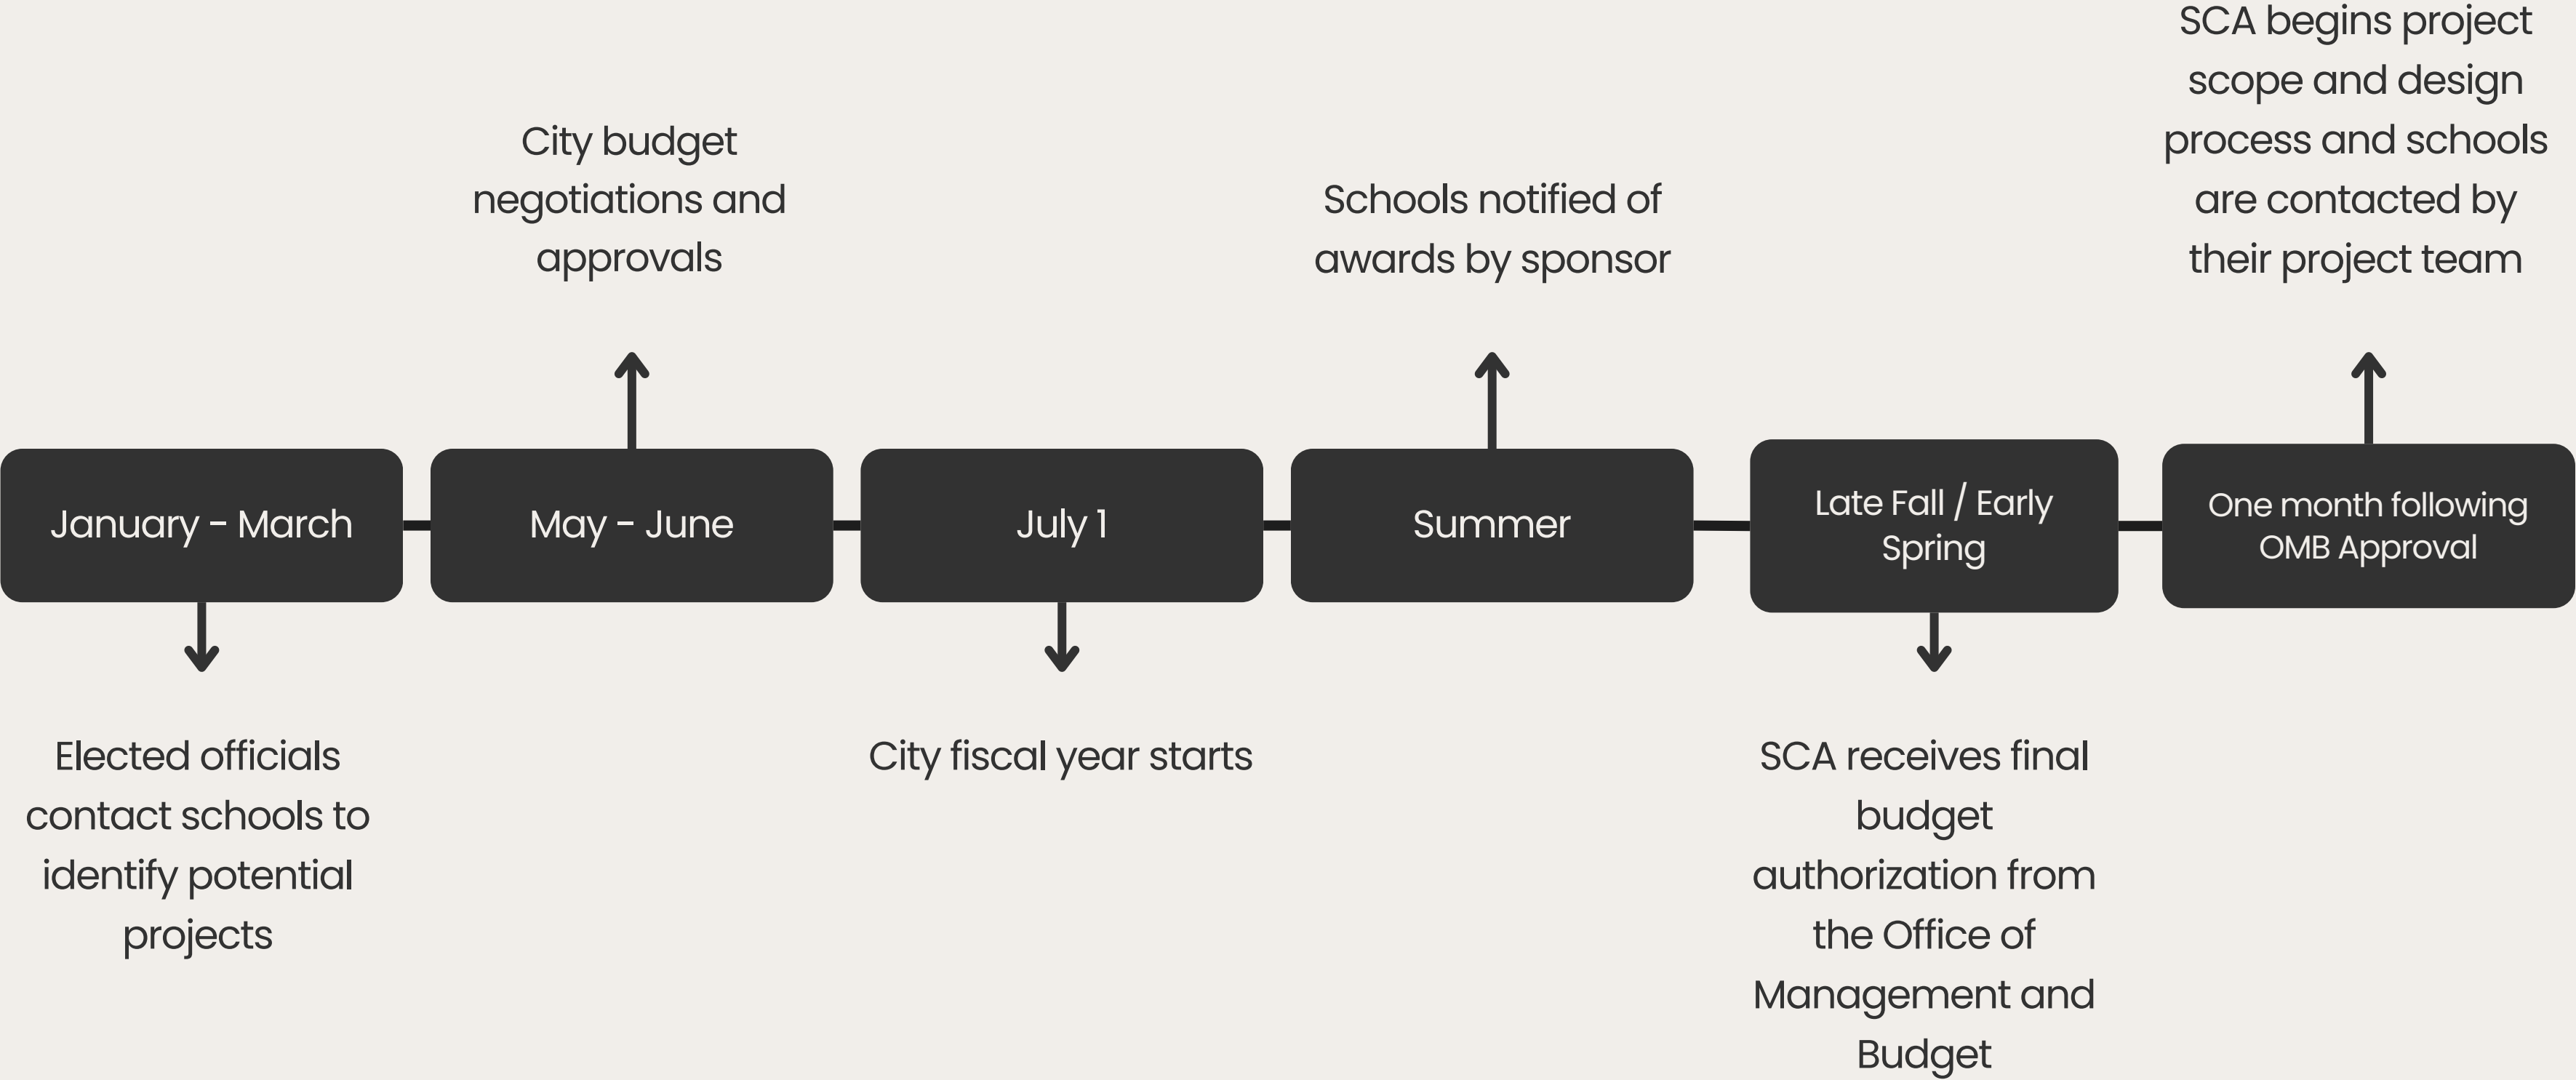 SCA begins project
scope and design
process and schools
are contacted by
their project team
City budget
negotiations and
approvals
Schools notified of
awards by sponsor
January - March
May - June
July 1
Summer
Late Fall / Early
Spring
One month following
OMB Approval
Elected officials
contact schools to
identify potential
projects
City fiscal year starts
SCA receives final
budget
authorization from
the Office of
Management and
Budget